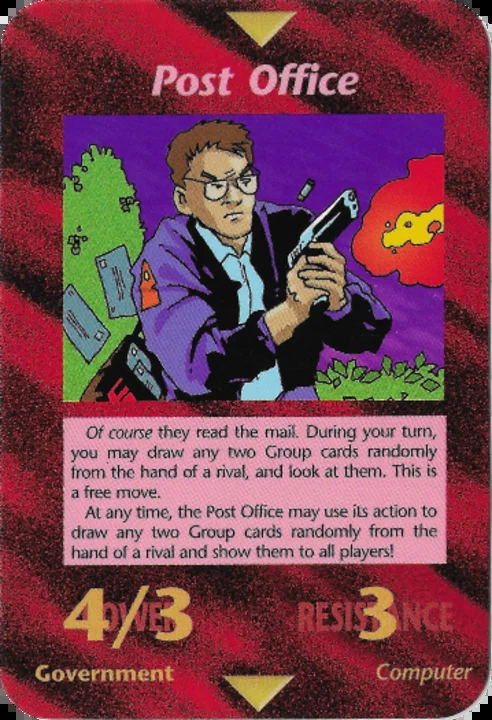 Post Office
Of course they read the mail. During your turn,
you may draw any two Group cards randomly
from the hand of a rival, and look at them. This is
a free move.
At any time, the Post Office may use its action to
draw any two Group cards randomly from the
hand of a rival and show them to all players!
POWER 4/3 RESISTANCE 3
Government Computer